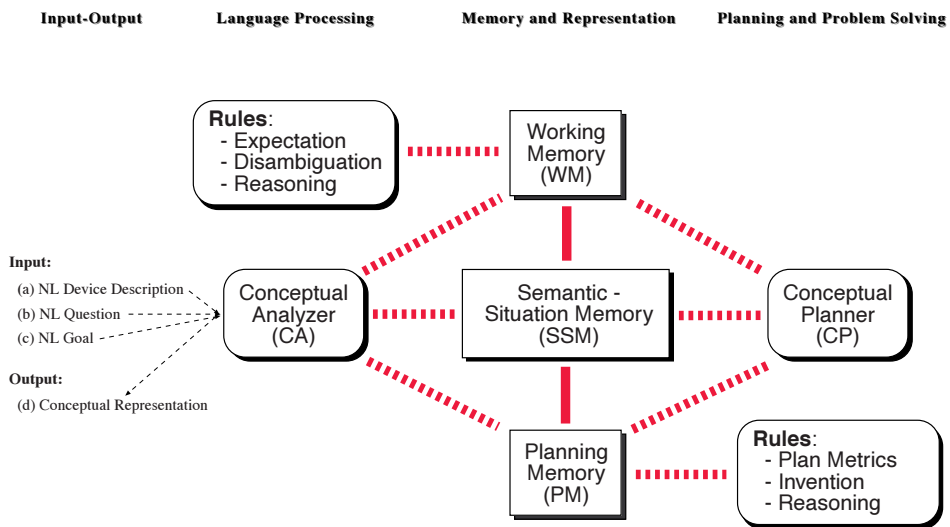 Input-Output
Language Processing
Memory and Representation
Planning and Problem Solving
Rules:
- Expectation
- Disambiguation
- Reasoning
Working
Memory
(WM)
Input:
(a) NL Device Description
(b) NL Question
(c) NL Goal
Output:
(d) Conceptual Representation
Conceptual
Analyzer
(CA)
Semantic -
Situation Memory
(SSM)
Conceptual
Planner
(CP)
Planning
Memory
(PM)
Rules:
- Plan Metrics
- Invention
- Reasoning